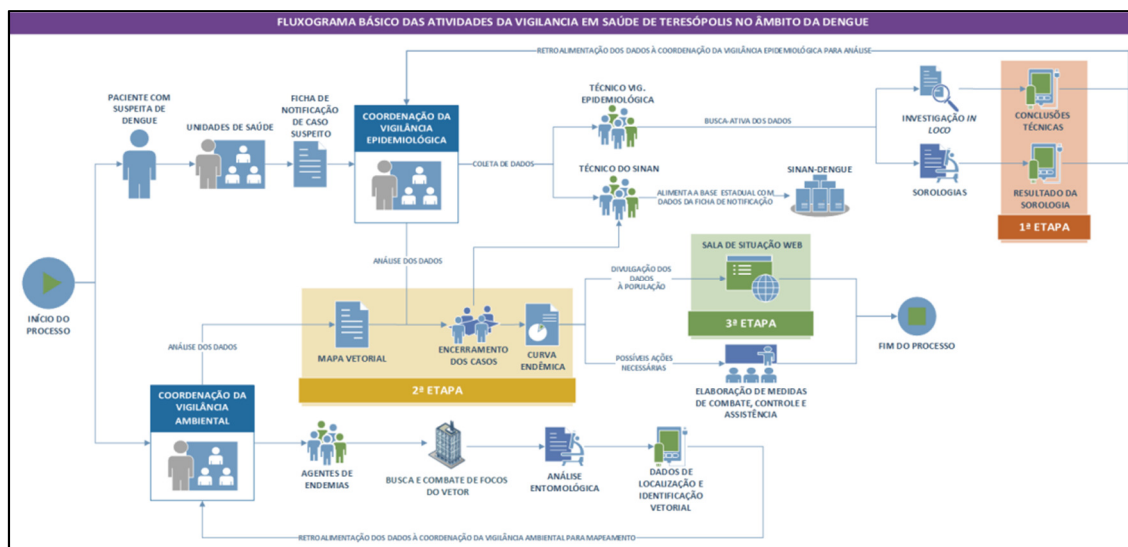 FLUXOGRAMA BÁSICO DAS ATIVIDADES DA VIGILANCIA EM SAÚDE DE TERESÓPOLIS NO ÂMBITO DA DENGUE
RETROALIMENTAÇÃO DOS DADOS À COORDENAÇÃO DA VIGILÂNCIA EPIDEMIOLÓGICA PARA ANÁLISE
PACIENTE COM
SUSPEITA DE
DENGUE
UNIDADES DE SAÚDE
FICHA DE
NOTIFICAÇÃO
DE CASO
SUSPEITO
COORDENAÇÃO DA
VIGILÂNCIA
EPIDEMIOLÓGICA
COLETA DE DADOS
TÉCNICO VIG.
EPIDEMIOLÓGICA
BUSCA-ATIVA DOS DADOS
TÉCNICO DO SINAN
ALIMENTA A BASE ESTADUAL COM
DADOS DA FICHA DE NOTIFICAÇÃO
SINAN-DENGUE
INVESTIGAÇÃO IN
LOCO
SOROLOGIAS
CONCLUSÕES
TÉCNICAS
RESULTADO DA
SOROLOGIA
1ª ETAPA
INÍCIO DO
PROCESSO
ANÁLISE DOS DADOS
ANÁLISE DOS DADOS
MAPA VETORIAL
ENCERRAMENTO
DOS CASOS
CURVA
ENDÊMICA
2ª ETAPA
DIVULGAÇÃO DOS
DADOS
À POPULAÇÃO
SALA DE SITUAÇÃO WEB
3ª ETAPA
POSSÍVEIS AÇÕES
NECESSÁRIAS
ELABORAÇÃO DE MEDIDAS
DE COMBATE, CONTROLE E
ASSISTÊNCIA
FIM DO PROCESSO
COORDENAÇÃO DA
VIGILÂNCIA
AMBIENTAL
AGENTES DE
ENDEMIAS
BUSCA E COMBATE DE FOCOS
DO VETOR
ANÁLISE
ENTOMOLÓGICA
DADOS DE
LOCALIZAÇÃO E
IDENTIFICAÇÃO
VETORIAL
RETROALIMENTAÇÃO DOS DADOS À COORDENAÇÃO DA VIGILÂNCIA AMBIENTAL PARA MAPEAMENTO